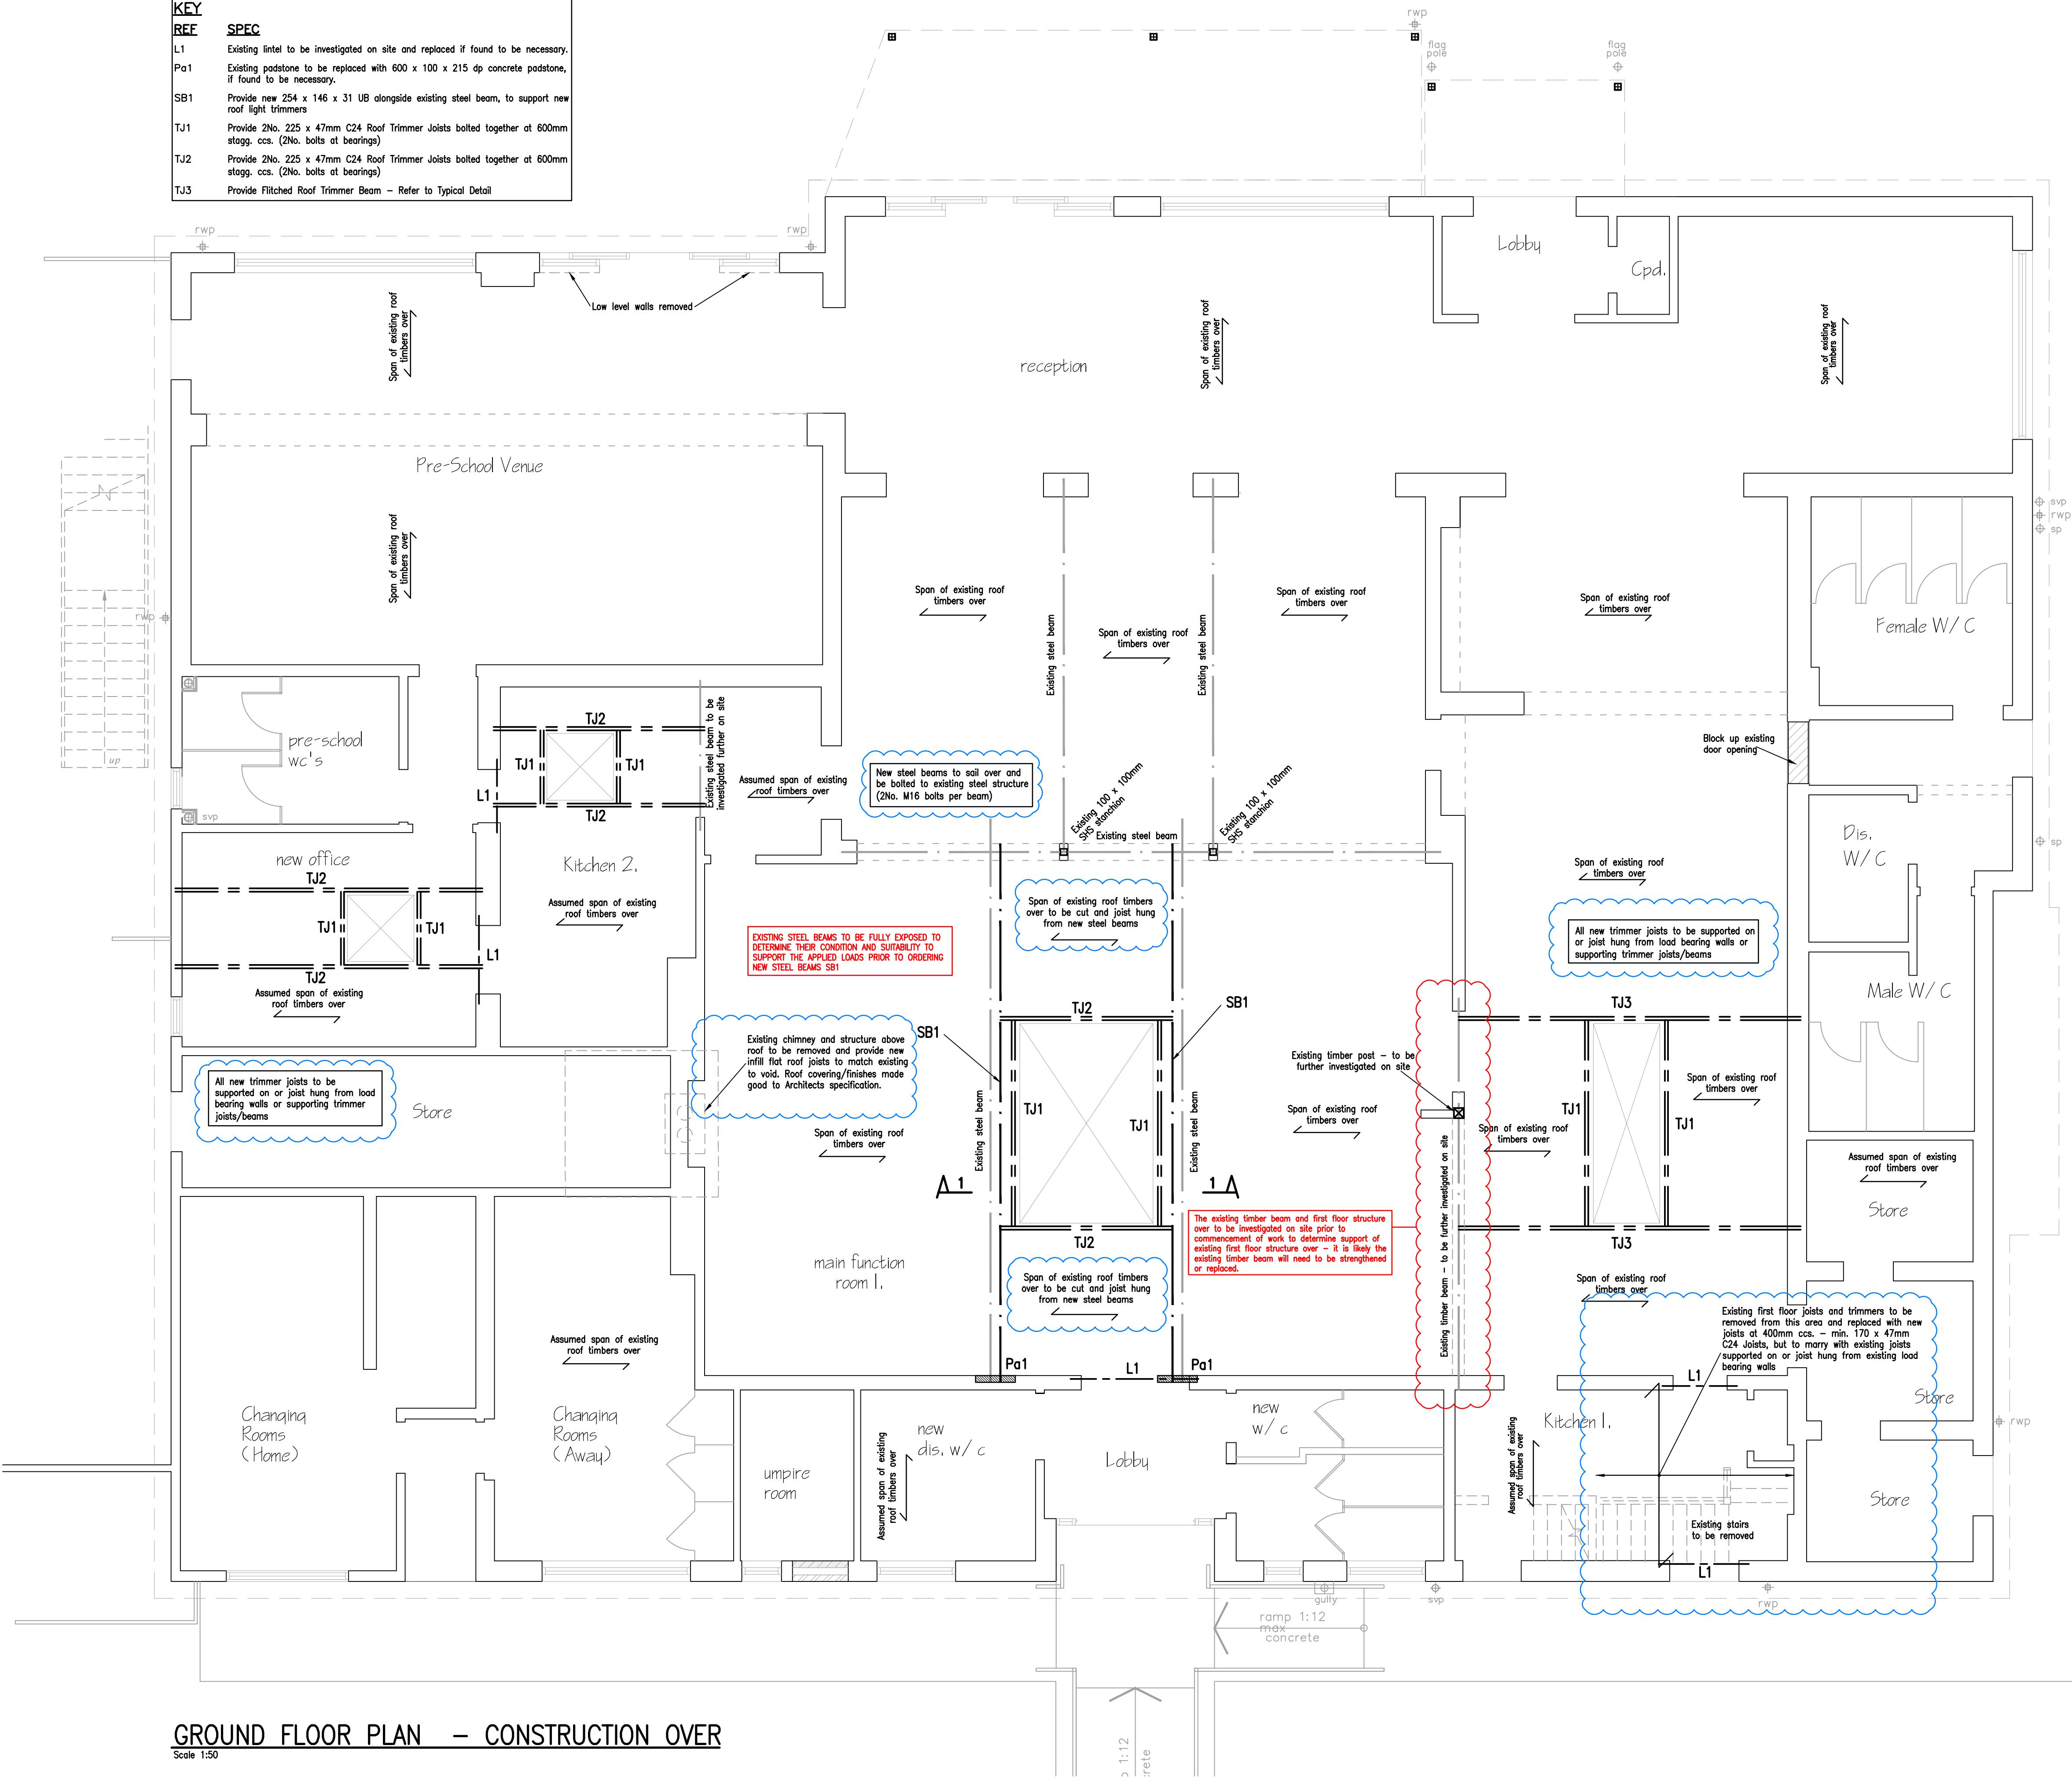 KEY
REF SPEC
L1 Existing lintel to be investigated on site and replaced if found to be necessary.
Pa1 Existing padstone to be replaced with 600 x 100 x 215 dp concrete padstone,
if found to be necessary.
SB1 Provide new 254 x 146 x 31 UB alongside existing steel beam, to support new
roof light trimmers
TJ1 Provide 2No. 225 x 47mm C24 Roof Trimmer Joists bolted together at 600mm
stagg. ccs. (2No. bolts at bearings)
TJ2 Provide 2No. 225 x 47mm C24 Roof Trimmer Joists bolted together at 600mm
stagg. ccs. (2No. bolts at bearings)
TJ3 Provide Flitched Roof Trimmer Beam – Refer to Typical Detail
rwp
flag
pole
flag
pole
rwp
rwp
Lobby
Cpd.
Low level walls removed
Span of existing roof
timbers over
Span of existing roof
timbers over
Span of existing roof
timbers over
reception
Pre-School Venue
Span of existing roof
timbers over
svp
rwp
sp
Span of existing roof
timbers over
Span of existing roof
timbers over
Span of existing roof
timbers over
Span of existing roof
timbers over
Existing steel beam
Existing steel beam
Female W/C
rwp
up
pre-school
wc's
svp
TJ2
TJ1
TJ1
L1
TJ2
Existing steel beam to be
investigated further on site
Assumed span of existing
roof timbers over
New steel beams to sail over and
be bolted to existing steel structure
(2No. M16 bolts per beam)
Existing 100 x 100mm
SHS stanchion
Existing 100 x 100mm
SHS stanchion
Existing steel beam
Block up existing
door opening
Dis.
W/C
sp
new office
TJ2
TJ1
TJ1
L1
TJ2
Assumed span of existing
roof timbers over
Kitchen 2.
Assumed span of existing
roof timbers over
Span of existing roof timbers
over to be cut and joist hung
from new steel beams
EXISTING STEEL BEAMS TO BE FULLY EXPOSED TO
DETERMINE THEIR CONDITION AND SUITABILITY TO
SUPPORT THE APPLIED LOADS PRIOR TO ORDERING
NEW STEEL BEAMS SB1
Span of existing roof
timbers over
All new trimmer joists to be supported on
or joist hung from load bearing walls or
supporting trimmer joists/beams
Male W/C
SB1
TJ2
SB1
TJ3
Existing chimney and structure above
roof to be removed and provide new
infill flat roof joists to match existing
to void. Roof covering/finishes made
good to Architects specification.
All new trimmer joists to be
supported on or joist hung from load
bearing walls or supporting trimmer
joists/beams
Store
Existing timber post – to be
further investigated on site
Span of existing roof
timbers over
TJ1
TJ1
Existing steel beam
Existing steel beam
Span of existing roof
timbers over
Span of existing roof
timbers over
Span of existing roof
timbers over
TJ1
TJ1
Existing timber beam – to be further investigated on site
Assumed span of existing
roof timbers over
Store
1
1
TJ2
TJ3
The existing timber beam and first floor structure
over to be investigated on site prior to
commencement of work to determine support of
existing first floor structure over – it is likely the
existing timber beam will need to be strengthened
or replaced.
main function
room 1.
Span of existing roof timbers
over to be cut and joist hung
from new steel beams
Span of existing roof
timbers over
Existing first floor joists and trimmers to be
removed from this area and replaced with new
joists at 400mm ccs. – min. 170 x 47mm
C24 Joists, but to marry with existing joists
supported on or joist hung from existing load
bearing walls
Assumed span of existing
roof timbers over
Pa1
L1
Pa1
L1
Store
Changing
Rooms
(Home)
Changing
Rooms
(Away)
umpire
room
new
dis. w/c
Assumed span of existing
roof timbers over
Lobby
new
w/c
Kitchen 1.
Assumed span of existing
roof timbers over
rwp
Store
Existing stairs
to be removed
L1
gully
svp
rwp
ramp 1:12
max
concrete
1:12
crete
GROUND FLOOR PLAN – CONSTRUCTION OVER
Scale 1:50